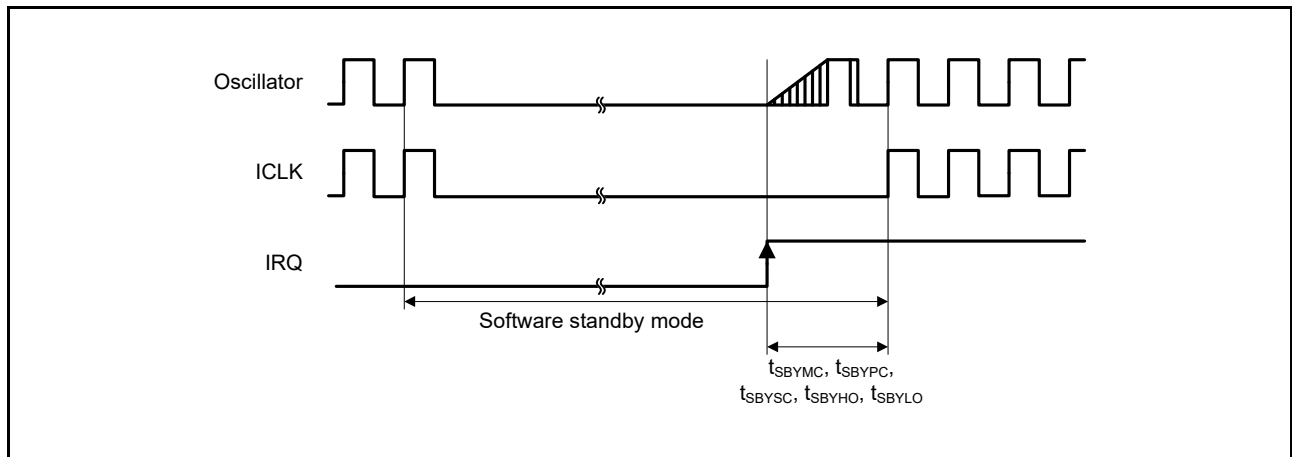 Oscillator
ICLK
IRQ
Software standby mode
tSBYMC, tSBYPC,
tSBYSC, tSBYHO, tSBYLO